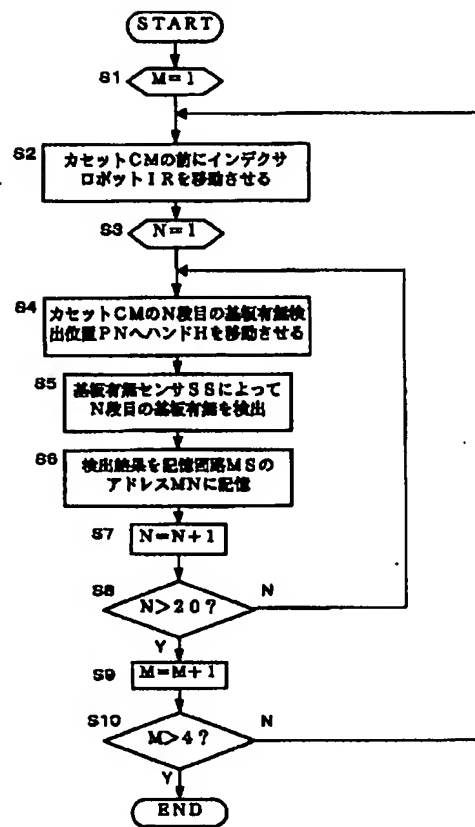 START
S1
M=1
S2
カセットCMの前にインデクサ
ロボットIRを移動させる
S3
N=1
S4
カセットCMのN段目の基板有無検
出位置PNへハンドHを移動させる
S5
基板有無センサSSによって
N段目の基板有無を検出
S6
検出結果を記憶回路MSの
アドレスMNに記憶
S7
N=N+1
S8
N>20?
N
Y
S9
M=M+1
S10
M>4?
N
Y
END